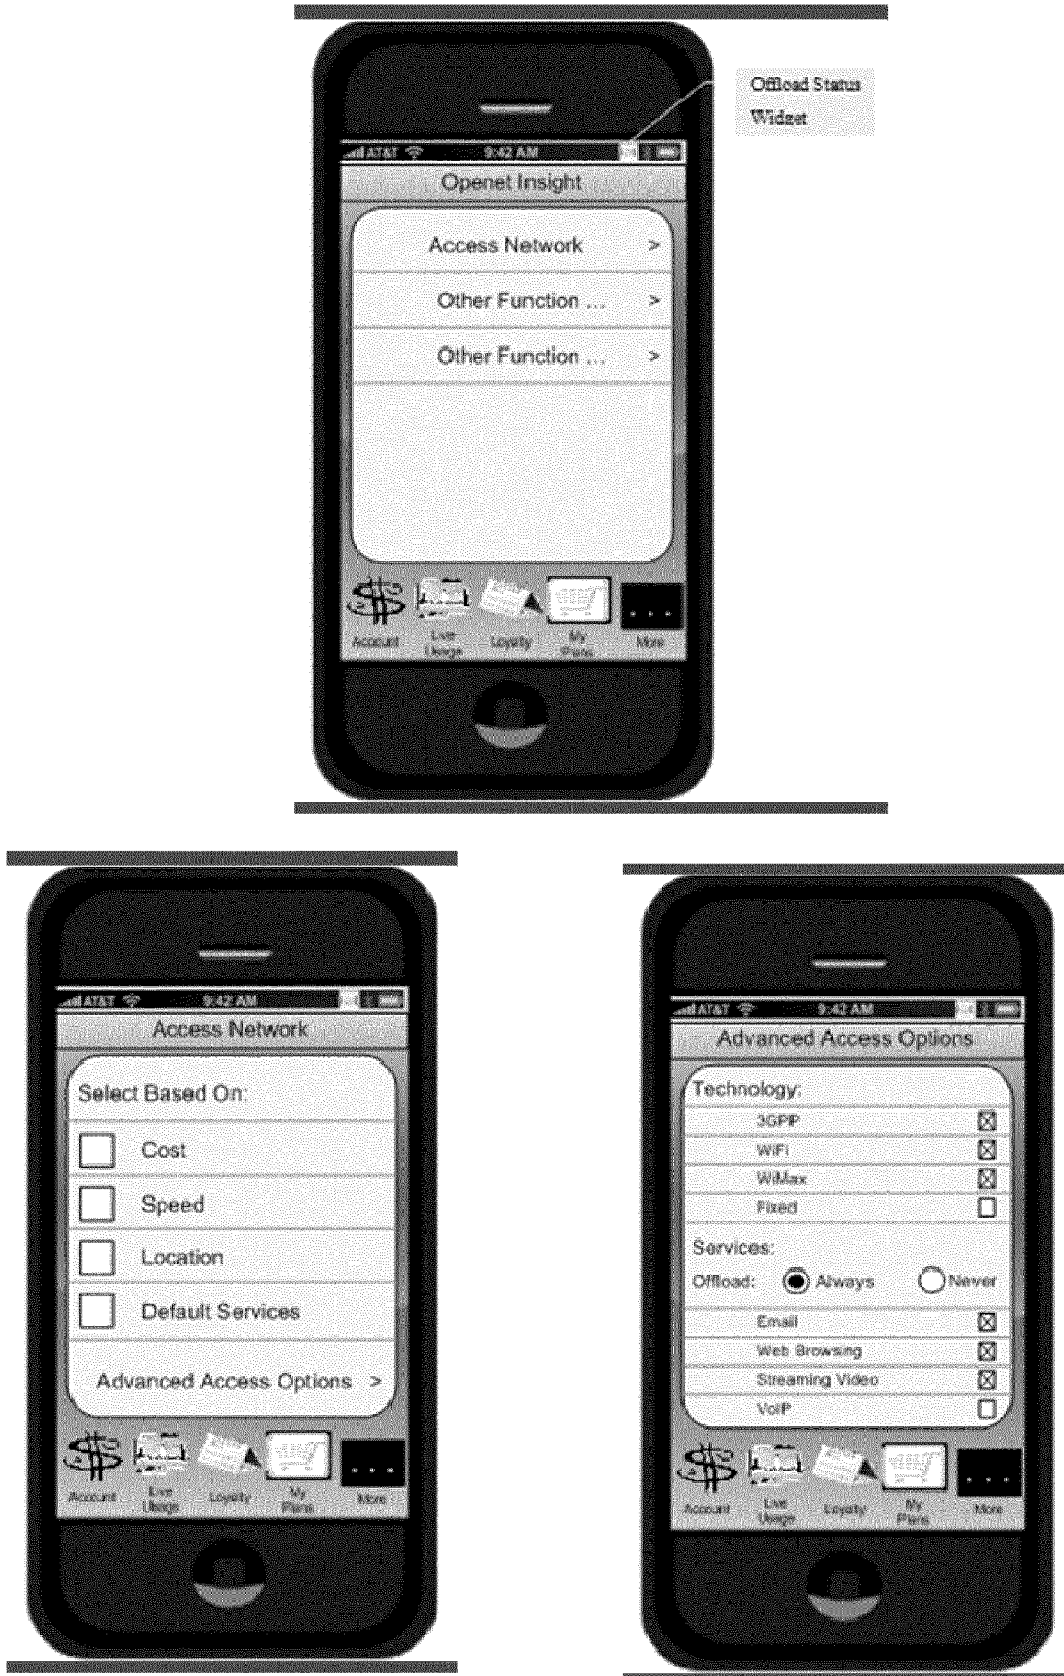 Offload Status
Widget
AT&T 9:42 AM
Openet Insight
Access Network >
Other Function ... >
Other Function ... >
Account Live Usage Loyalty My Plans More
AT&T 9:42 AM
Access Network
Select Based On:
Cost
Speed
Location
Default Services
Advanced Access Options >
Account Live Usage Loyalty My Plans More
AT&T 9:42 AM
Advanced Access Options
Technology:
3GPP
WiFi
WiMax
Fixed
Services:
Offload: Always Never
Email
Web Browsing
Streaming Video
VoIP
Account Live Usage Loyalty My Plans More